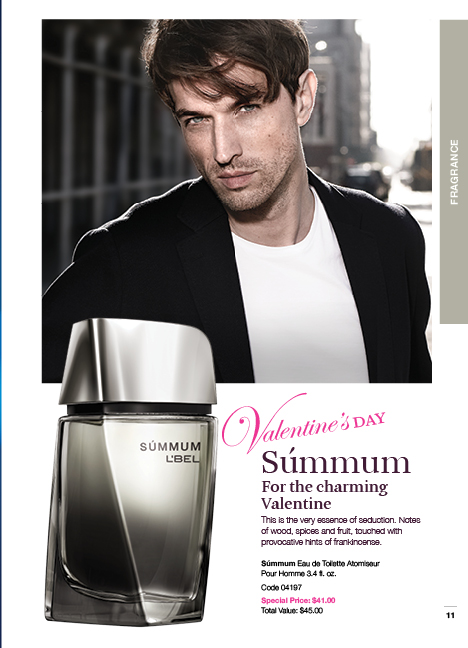 FRAGRANCE
SÚMMUM
L'BEL
Valentine's DAY
Súmmum
For the charming
Valentine
This is the very essence of seduction. Notes
of wood, spices and fruit, touched with
provocative hints of frankincense.
Súmmum Eau de Toilette Atomiseur
Pour Homme 3.4 fl. oz.
Code 04197
Special Price: $41.00
Total Value: $45.00
11